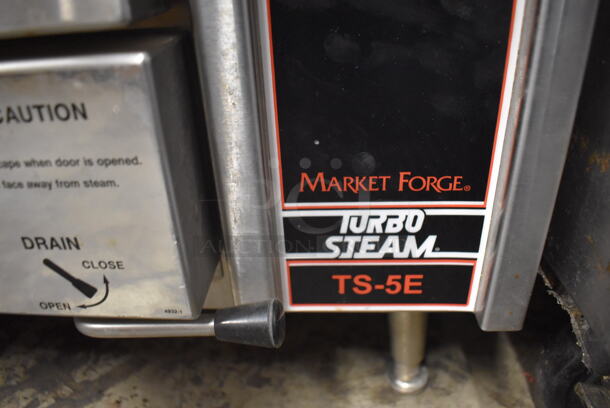 CAUTION
cape when door is opened.
face away from steam.
DRAIN
CLOSE
OPEN
MARKET FORGE®
TURBO
STEAM®
TS-5E